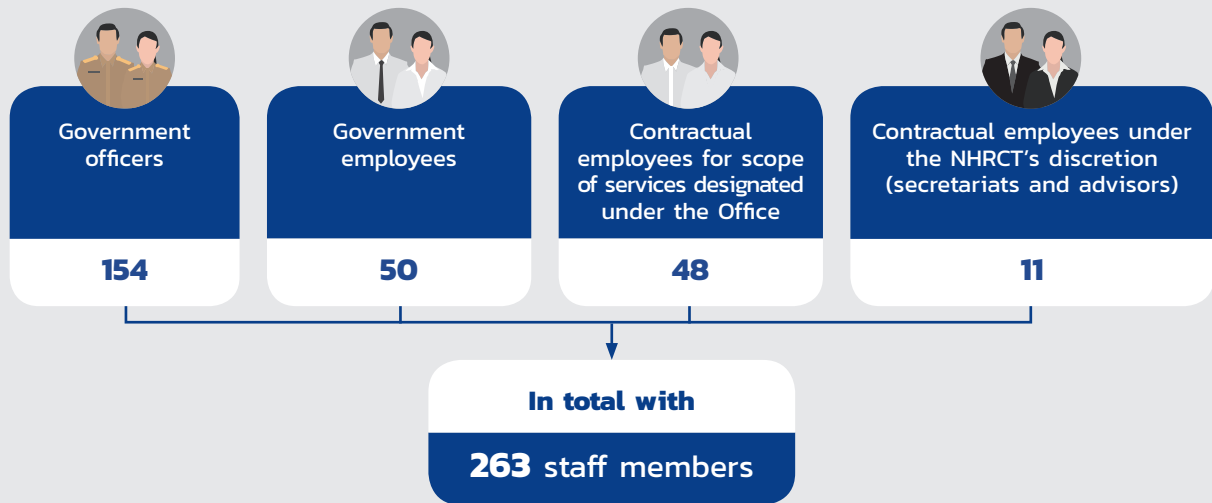 Government
officers
154
Government
employees
50
Contractual
employees for scope
of services designated
under the Office
48
Contractual employees under
the NHRCT's discretion
(secretariats and advisors)
11
In total with
263 staff members